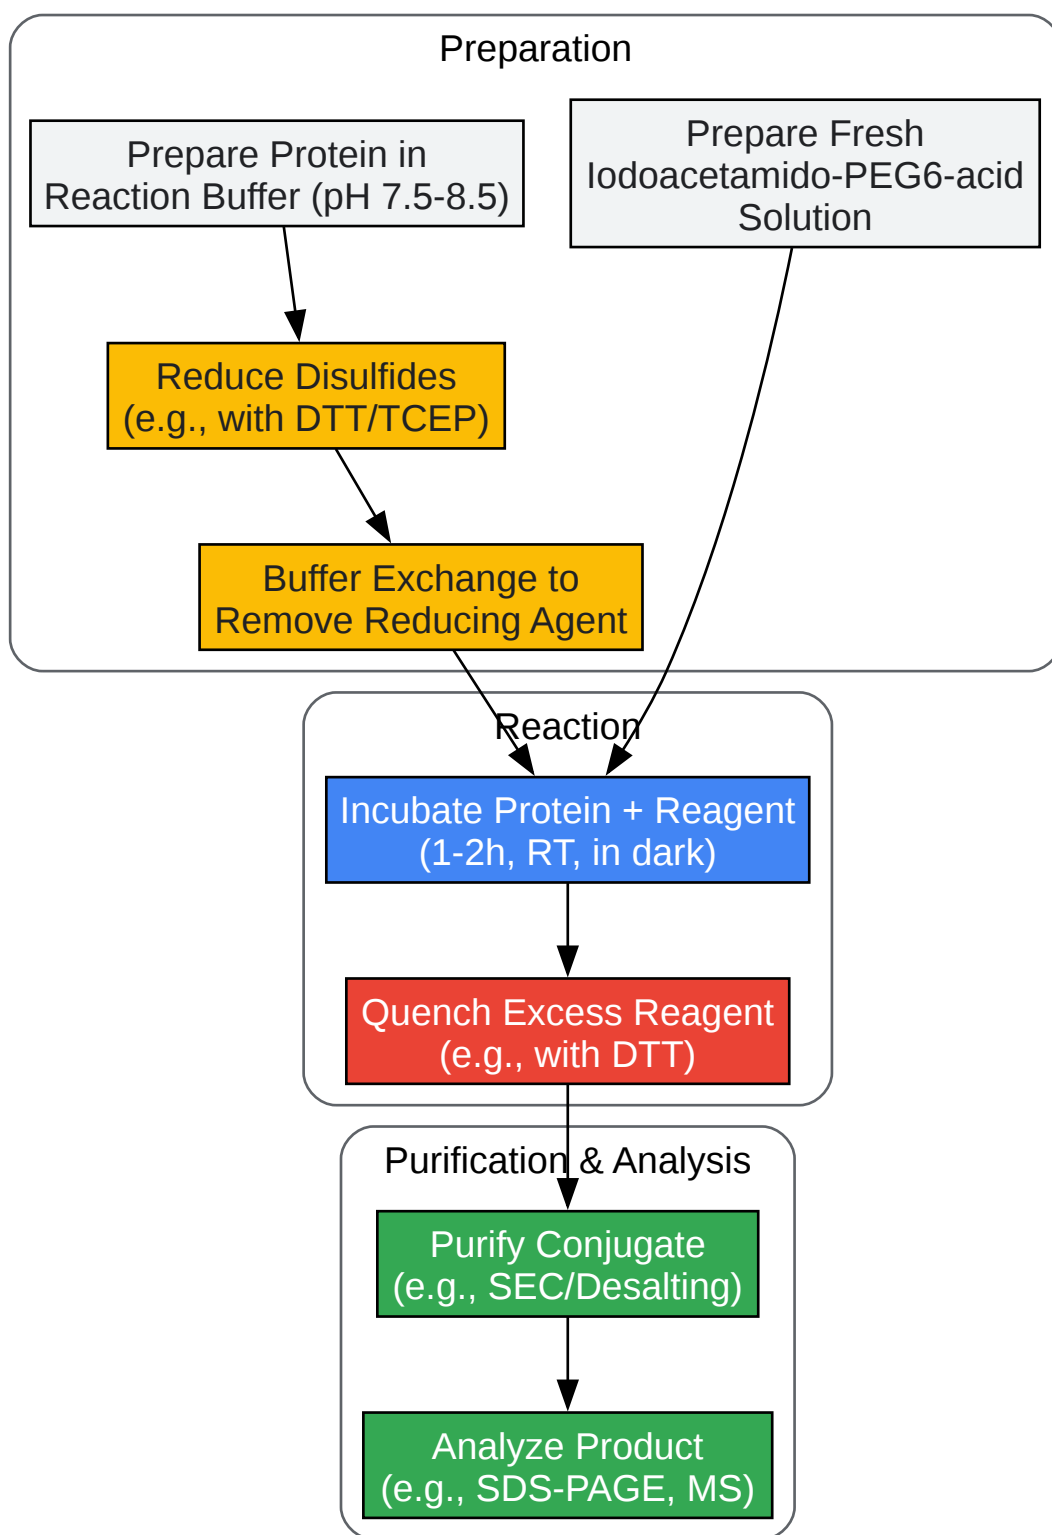 Preparation
Prepare Protein in
Reaction Buffer (pH 7.5-8.5)
Prepare Fresh
Iodoacetamido-PEG6-acid
Solution
Reduce Disulfides
(e.g., with DTT/TCEP)
Buffer Exchange to
Remove Reducing Agent
Reaction
Incubate Protein + Reagent
(1-2h, RT, in dark)
Quench Excess Reagent
(e.g., with DTT)
Purification & Analysis
Purify Conjugate
(e.g., SEC/Desalting)
Analyze Product
(e.g., SDS-PAGE, MS)